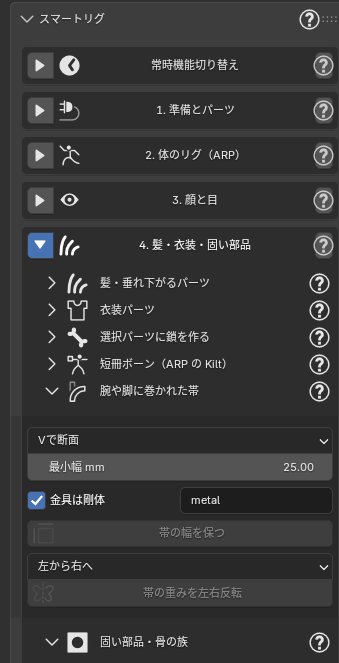 スマートリグ
常時機能切り替え
1. 準備とパーツ
2. 体のリグ（ARP）
3. 顔と目
4. 髪・衣装・固い部品
髪・垂れ下がるパーツ
衣装パーツ
選択パーツに鎖を作る
短冊ボーン（ARP の Kilt）
腕や脚に巻かれた帯
Vで断面
最小幅 mm 25.00
金具は剛体 metal
帯の幅を保つ
左から右へ
帯の重みを左右反転
固い部品・骨の族